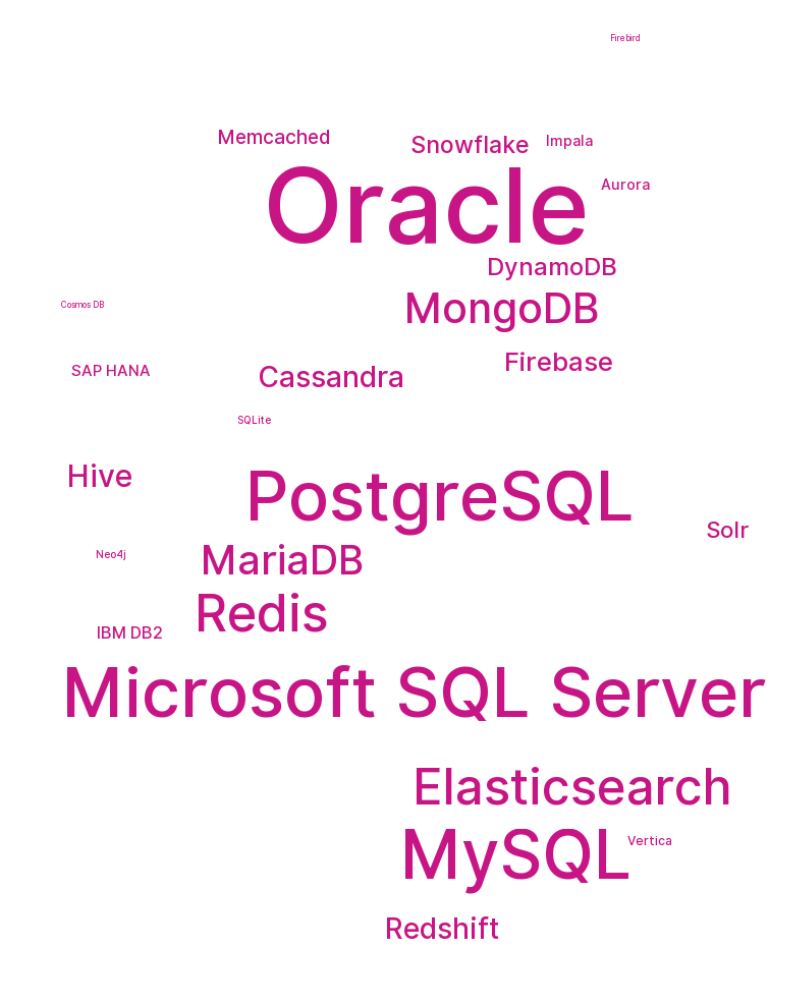 Firebird
Memcached
Snowflake
Impala
Aurora
Oracle
DynamoDB
Cosmos DB
MongoDB
Firebase
SAP HANA
Cassandra
SQLite
Hive
PostgreSQL
Solr
Neo4j
MariaDB
Redis
IBM DB2
Microsoft SQL Server
Elasticsearch
MySQL
Vertica
Redshift